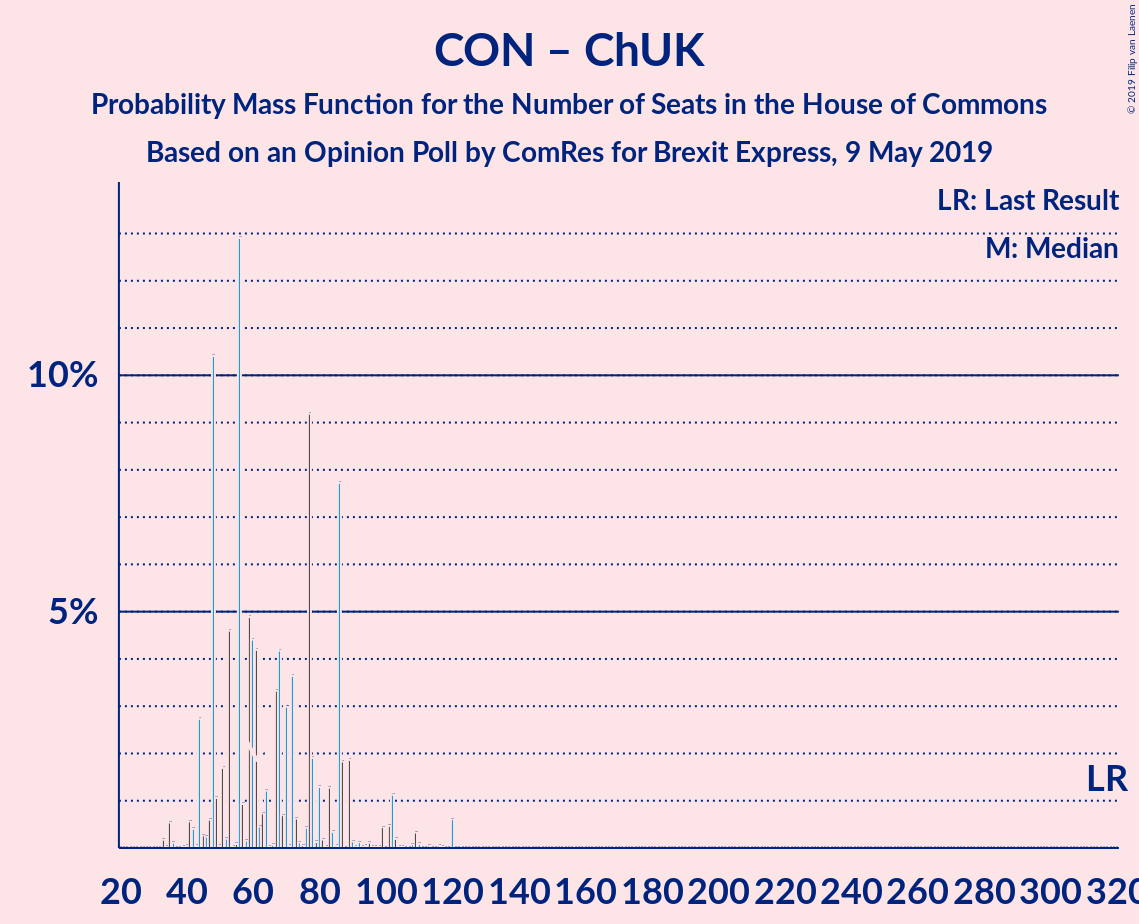 CON – ChUK
Probability Mass Function for the Number of Seats in the House of Commons
Based on an Opinion Poll by ComRes for Brexit Express, 9 May 2019
© 2019 Filip van Laenen
LR: Last Result
M: Median
10%
5%
LR
20 40 60 80 100 120 140 160 180 200 220 240 260 280 300 320